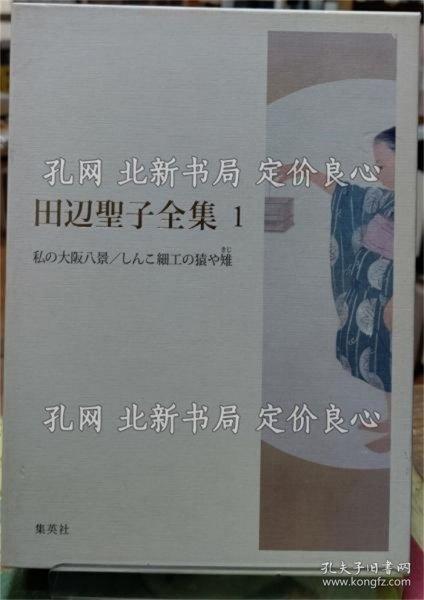 孔网 北新书局 定价良心
田辺聖子全集 1
きじ
私の大阪八景/しんこ細工の猿や雉
孔网 北新书局 定价良心
集英社
孔夫子旧书网
www.kongfz.com